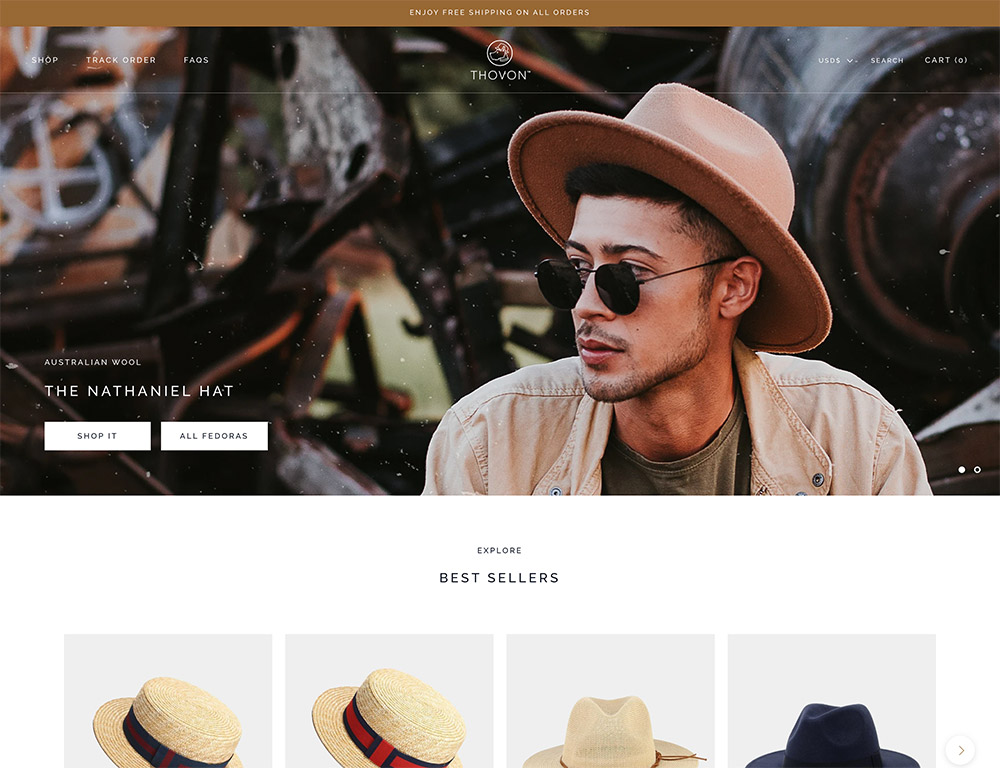 ENJOY FREE SHIPPING ON ALL ORDERS
SHOP TRACK ORDER FAQS
THOVON™
USD$ SEARCH CART (0)
AUSTRALIAN WOOL
THE NATHANIEL HAT
SHOP IT ALL FEDORAS
EXPLORE
BEST SELLERS